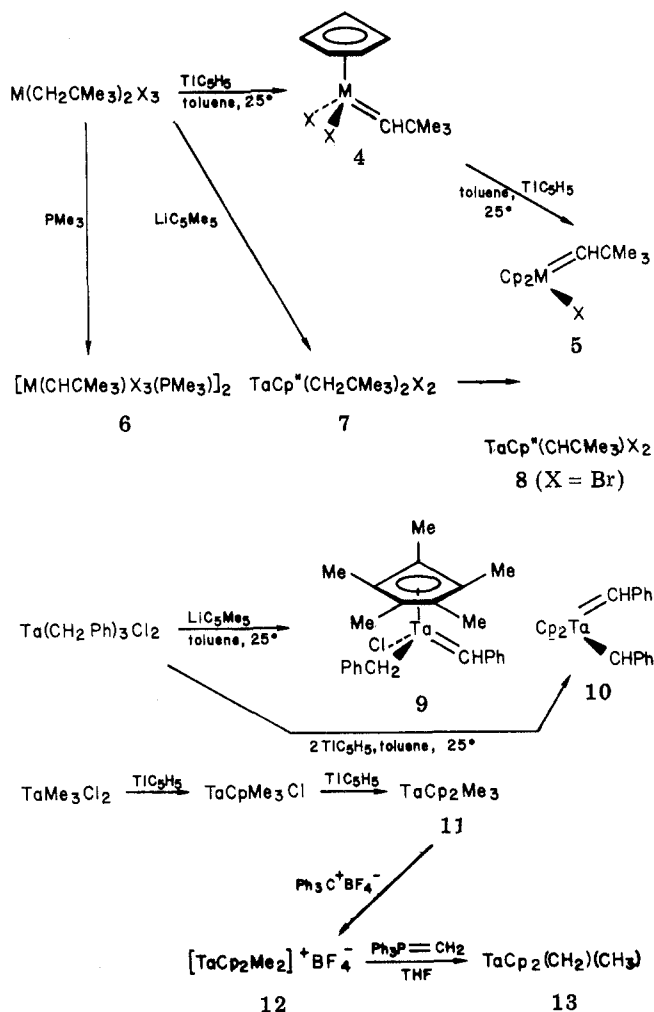 M(CH₂CMe₃)₂X₃
TlC₅H₅
toluene, 25°
M
X
X
CHCMe₃
4
PMe₃
LiC₅Me₅
toluene, TlC₅H₅
25°
Cp₂M
CHCMe₃
X
5
[M(CHCMe₃)X₃(PMe₃)]₂
6
TaCp*(CH₂CMe₃)₂X₂
7
TaCp*(CHCMe₃)X₂
8 (X = Br)
Ta(CH₂Ph)₃Cl₂
LiC₅Me₅
toluene, 25°
Me
Me
Me
Me
Me
Cl
Ta
PhCH₂
CHPh
9
Cp₂Ta
CHPh
CHPh
10
2TlC₅H₅, toluene, 25°
TaMe₃Cl₂
TlC₅H₅
TaCpMe₃Cl
TlC₅H₅
TaCp₂Me₃
11
Ph₃C⁺BF₄⁻
[TaCp₂Me₂]⁺BF₄⁻
12
Ph₃P=CH₂
THF
TaCp₂(CH₂)(CH₃)
13